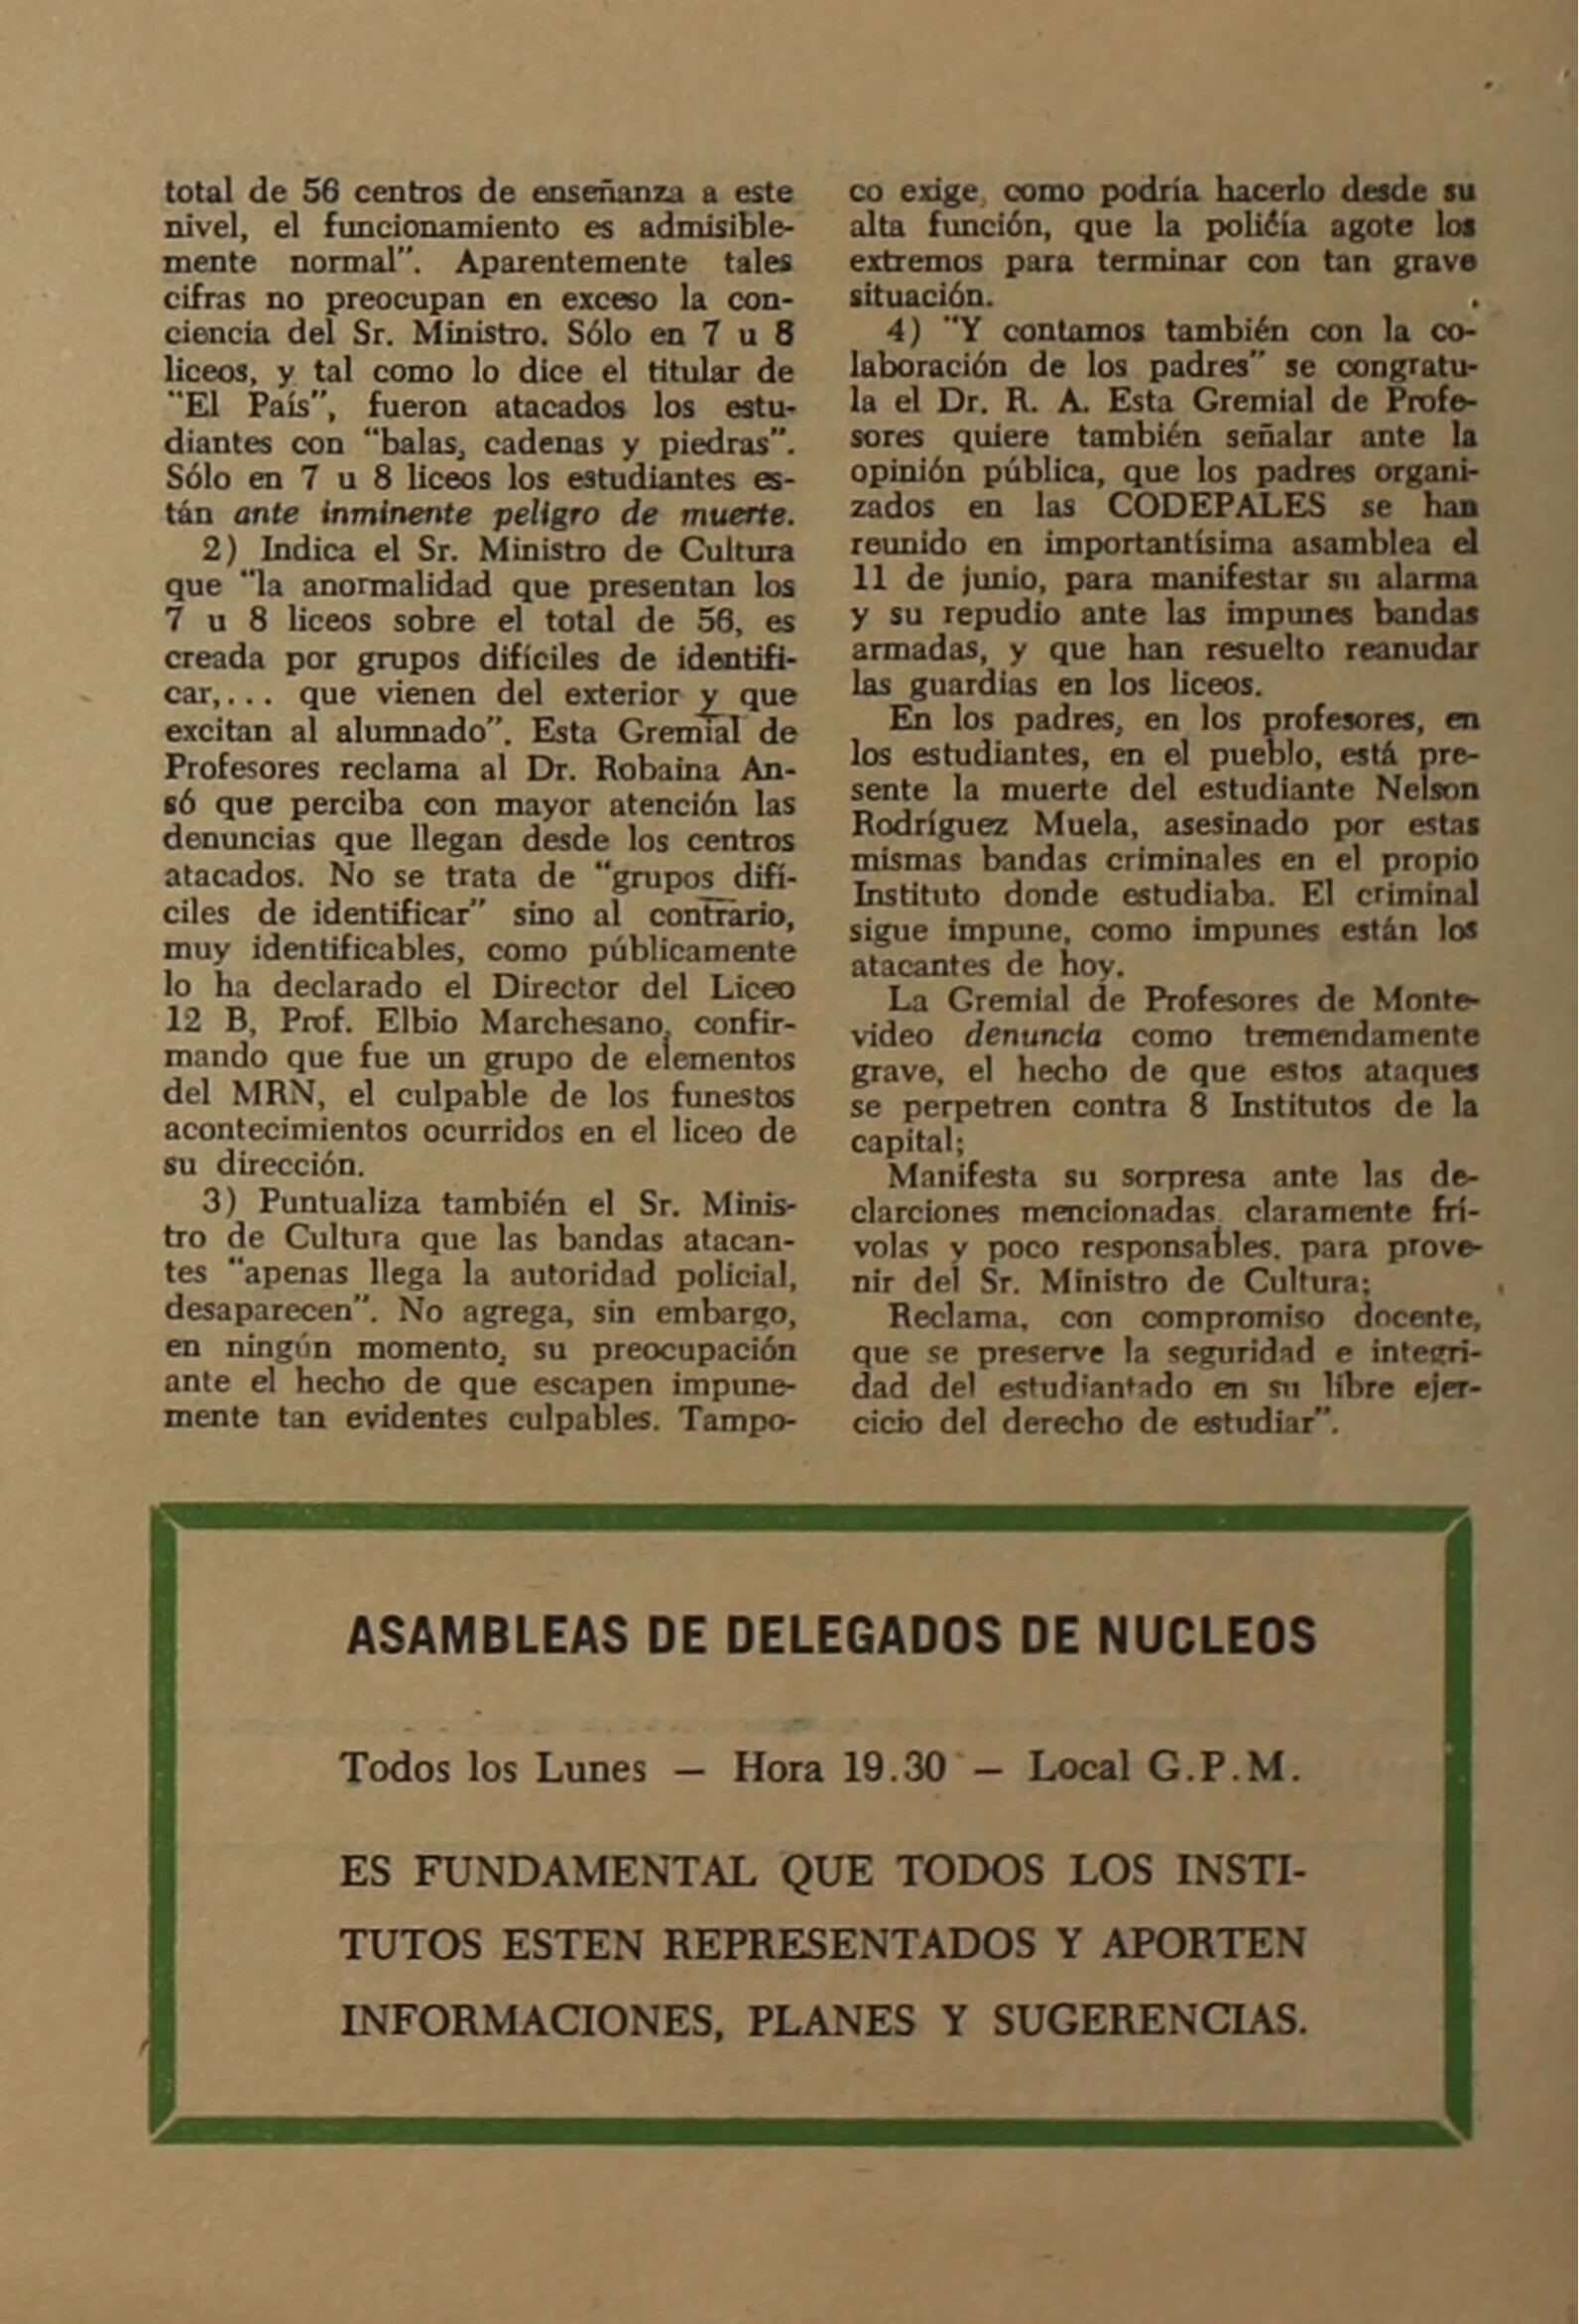 total de 56 centros de enseñanza a este
nivel, el funcionamiento es admisible-
mente normal". Aparentemente tales
cifras no preocupan en exceso la con-
ciencia del Sr. Ministro. Sólo en 7 u 8
liceos, y tal como lo dice el titular de
"El País", fueron atacados los estu-
diantes con "balas, cadenas y piedras".
Sólo en 7 u 8 liceos los estudiantes es-
tán ante inminente peligro de muerte.
2) Indica el Sr. Ministro de Cultura
que "la anormalidad que presentan los
7 u 8 liceos sobre el total de 56, es
creada por grupos difíciles de identifi-
car,... que vienen del exterior y que
excitan al alumnado". Esta Gremial de
Profesores reclama al Dr. Robaina An-
só que perciba con mayor atención las
denuncias que llegan desde los centros
atacados. No se trata de "grupos difí-
ciles de identificar" sino al contrario,
muy identificables, como públicamente
lo ha declarado el Director del Liceo
12 B, Prof. Elbio Marchesano, confir-
mando que fue un grupo de elementos
del MRN, el culpable de los funestos
acontecimientos ocurridos en el liceo de
su dirección.
3) Puntualiza también el Sr. Minis-
tro de Cultura que las bandas atacan-
tes "apenas llega la autoridad policial,
desaparecen". No agrega, sin embargo,
en ningún momento, su preocupación
ante el hecho de que escapen impune-
mente tan evidentes culpables. Tampo-
co exige, como podría hacerlo desde su
alta función, que la policía agote los
extremos para terminar con tan grave
situación.
4) "Y contamos también con la co-
laboración de los padres" se congratu-
la el Dr. R. A. Esta Gremial de Profe-
sores quiere también señalar ante la
opinión pública, que los padres organi-
zados en las CODEPALES se han
reunido en importantísima asamblea el
11 de junio, para manifestar su alarma
y su repudio ante las impunes bandas
armadas, y que han resuelto reanudar
las guardias en los liceos.
En los padres, en los profesores, en
los estudiantes, en el pueblo, está pre-
sente la muerte del estudiante Nelson
Rodríguez Muela, asesinado por estas
mismas bandas criminales en el propio
Instituto donde estudiaba. El criminal
sigue impune, como impunes están los
atacantes de hoy.
La Gremial de Profesores de Monte-
video denuncia como tremendamente
grave, el hecho de que estos ataques
se perpetren contra 8 Institutos de la
capital;
Manifesta su sorpresa ante las de-
clarciones mencionadas, claramente frí-
volas y poco responsables, para prove-
nir del Sr. Ministro de Cultura;
Reclama, con compromiso docente,
que se preserve la seguridad e integri-
dad del estudiantado en su libre ejer-
cicio del derecho de estudiar".
ASAMBLEAS DE DELEGADOS DE NUCLEOS
Todos los Lunes — Hora 19.30 — Local G.P.M.
ES FUNDAMENTAL QUE TODOS LOS INSTI-
TUTOS ESTEN REPRESENTADOS Y APORTEN
INFORMACIONES, PLANES Y SUGERENCIAS.